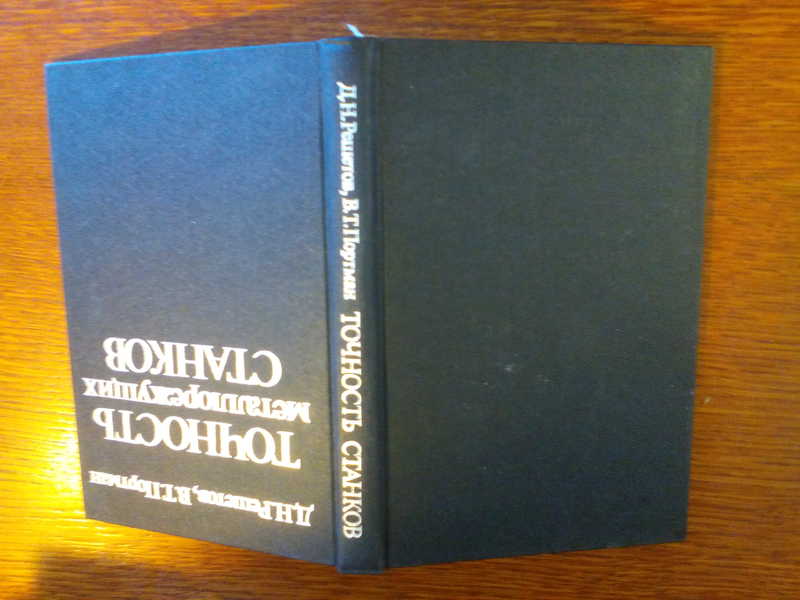 Д.Н.Решетов, В.Т.Портман
ТОЧНОСТЬ
металлорежущих
СТАНКОВ
Д.Н.Решетов, В.Т.Портман ТОЧНОСТЬ СТАНКОВ